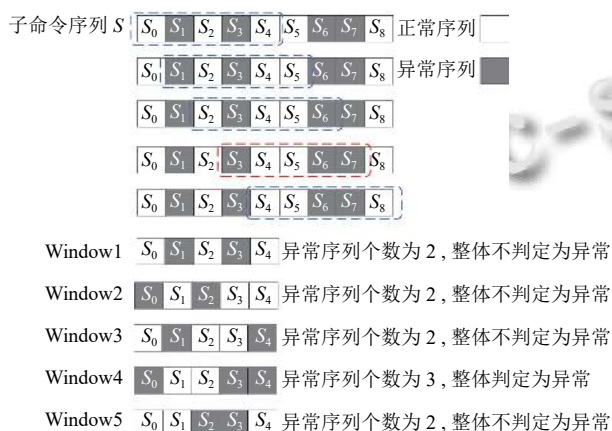 子命令序列 S S0 S1 S2 S3 S4 S5 S6 S7 S8 正常序列
S0 S1 S2 S3 S4 S5 S6 S7 S8 异常序列
S0 S1 S2 S3 S4 S5 S6 S7 S8
S0 S1 S2 S3 S4 S5 S6 S7 S8
S0 S1 S2 S3 S4 S5 S6 S7 S8
Window1 S0 S1 S2 S3 S4 异常序列个数为 2 , 整体不判定为异常
Window2 S0 S1 S2 S3 S4 异常序列个数为 2 , 整体不判定为异常
Window3 S0 S1 S2 S3 S4 异常序列个数为 2 , 整体不判定为异常
Window4 S0 S1 S2 S3 S4 异常序列个数为 3 , 整体判定为异常
Window5 S0 S1 S2 S3 S4 异常序列个数为 2 , 整体不判定为异常